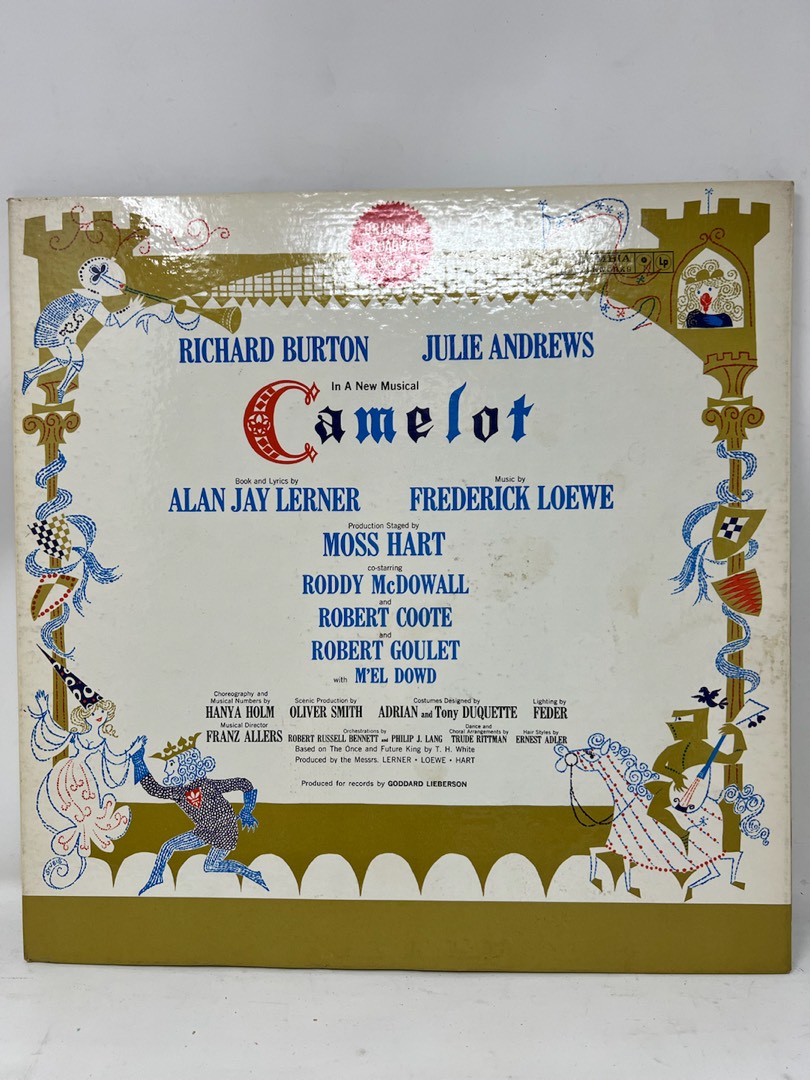 ORIGINAL
BROADWAY
RICHARD BURTON JULIE ANDREWS
In A New Musical
Camelot
Book and Lyrics by Music by
ALAN JAY LERNER FREDERICK LOEWE
Production Staged by
MOSS HART
co-starring
RODDY McDOWALL
and
ROBERT COOTE
and
ROBERT GOULET
with M'EL DOWD
Choreography and
Musical Numbers by Scenic Production by Costumes Designed by Lighting by
HANYA HOLM OLIVER SMITH ADRIAN and Tony DUQUETTE FEDER
Musical Director Orchestrations by Dance and Choral Arrangements by Hair Styles by
FRANZ ALLERS ROBERT RUSSELL BENNETT and PHILIP J. LANG TRUDE RITTMAN ERNEST ADLER
Based on The Once and Future King by T. H. White
Produced by the Messrs. LERNER • LOEWE • HART
Produced for records by GODDARD LIEBERSON
Lp